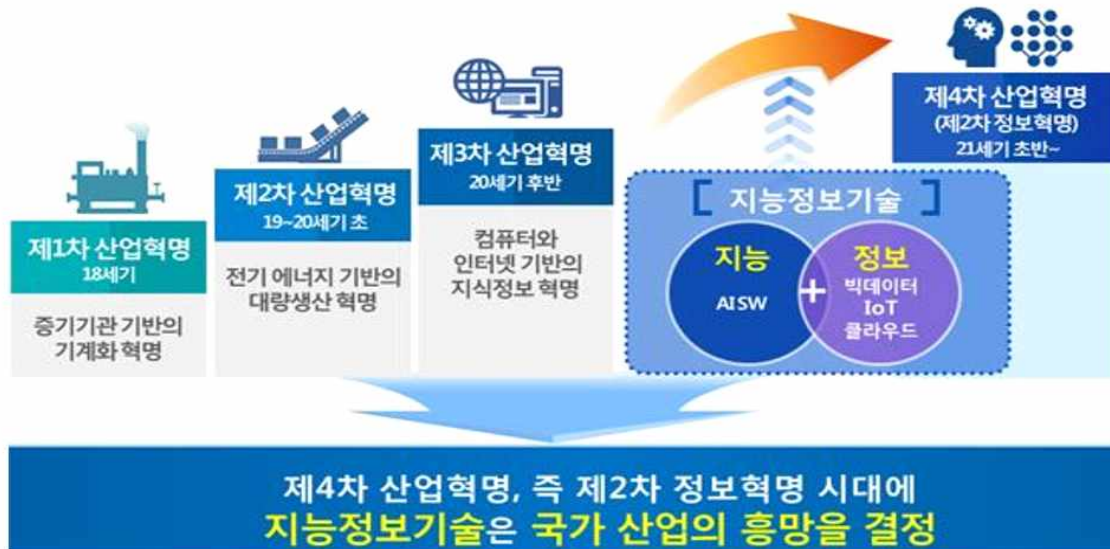 제1차 산업혁명
18세기
증기기관 기반의
기계화 혁명
제2차 산업혁명
19~20세기 초
전기 에너지 기반의
대량생산 혁명
제3차 산업혁명
20세기 후반
컴퓨터와
인터넷 기반의
지식정보 혁명
[ 지능정보기술 ]
지능
AI SW
+
정보
빅데이터
IoT
클라우드
제4차 산업혁명
(제2차 정보혁명)
21세기 초반~
제4차 산업혁명, 즉 제2차 정보혁명 시대에
지능정보기술은 국가 산업의 흥망을 결정